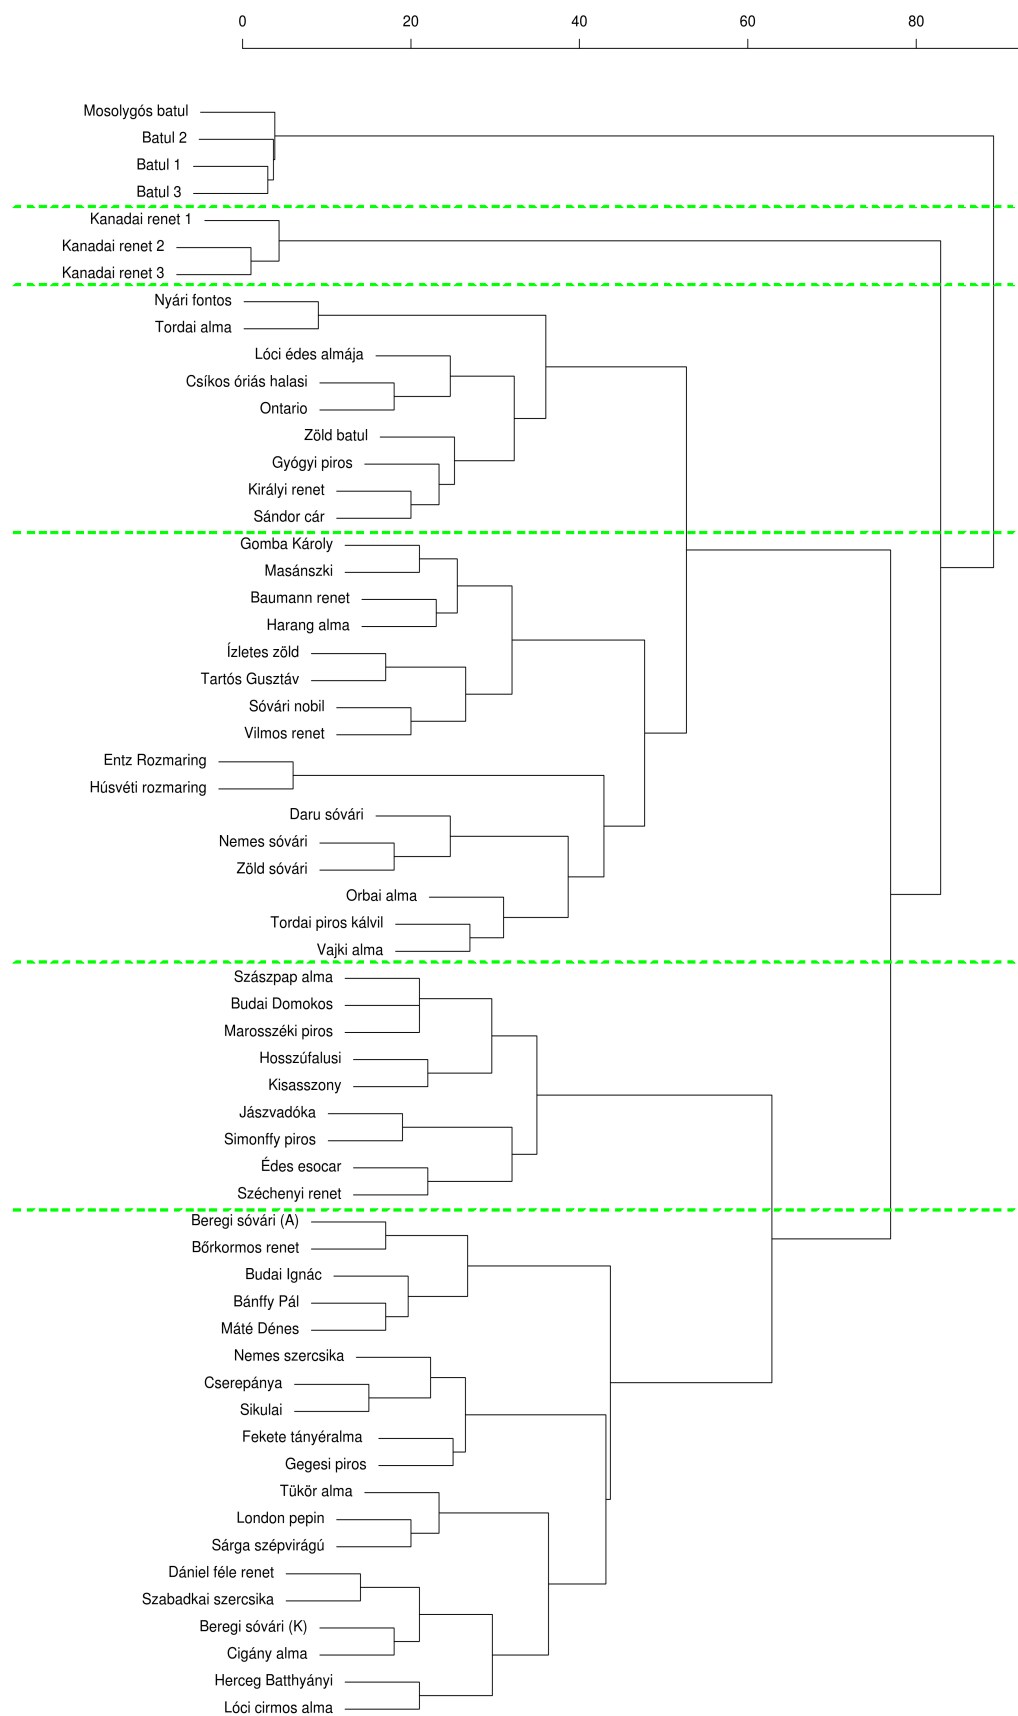 0 20 40 60 80
Mosolygós batul
Batul 2
Batul 1
Batul 3
Kanadai renet 1
Kanadai renet 2
Kanadai renet 3
Nyári fontos
Tordai alma
Lóci édes almája
Csíkos óriás halasi
Ontario
Zöld batul
Gyógyi piros
Királyi renet
Sándor cár
Gomba Károly
Masánszki
Baumann renet
Harang alma
Ízletes zöld
Tartós Gusztáv
Sóvári nobil
Vilmos renet
Entz Rozmaring
Húsvéti rozmaring
Daru sóvári
Nemes sóvári
Zöld sóvári
Orbai alma
Tordai piros kálvil
Vajki alma
Szászpap alma
Budai Domokos
Marosszéki piros
Hosszúfalusi
Kisasszony
Jászvadóka
Simonffy piros
Édes esocar
Széchenyi renet
Beregi sóvári (A)
Bőrkormos renet
Budai Ignác
Bánffy Pál
Máté Dénes
Nemes szercsika
Cserepánya
Sikulai
Fekete tányéralma
Gegesi piros
Tükör alma
London pepin
Sárga szépvirágú
Dániel féle renet
Szabadkai szercsika
Beregi sóvári (K)
Cigány alma
Herceg Batthyányi
Lóci cirmos alma